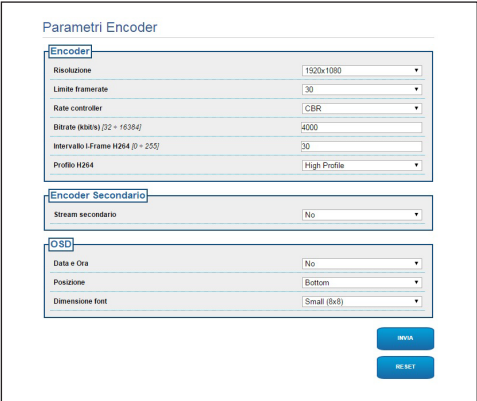 Parametri Encoder
Encoder
Risoluzione 1920x1080
Limite framerate 30
Rate controller CBR
Bitrate (kbit/s) [32 ÷ 16384] 4000
Intervallo I-Frame H264 [0 ÷ 255] 30
Profilo H264 High Profile
Encoder Secondario
Stream secondario No
OSD
Data e Ora No
Posizione Bottom
Dimensione font Small (8x8)
INVIA
RESET